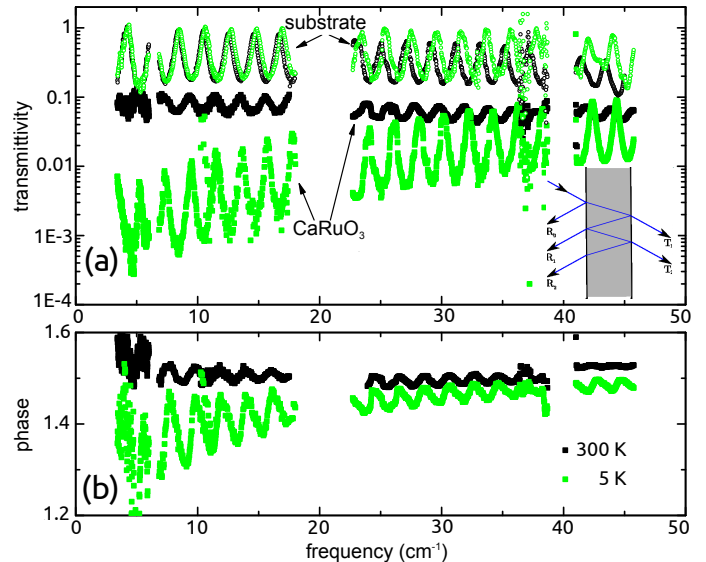 1
0.1
0.01
1E-3
1E-4
transmittivity
substrate
CaRuO3
(a)
R0
R1
R2
T1
T2
0
10
20
30
40
50
1.6
1.4
1.2
phase
(b)
300 K
5 K
0
10
20
30
40
50
frequency (cm-1)